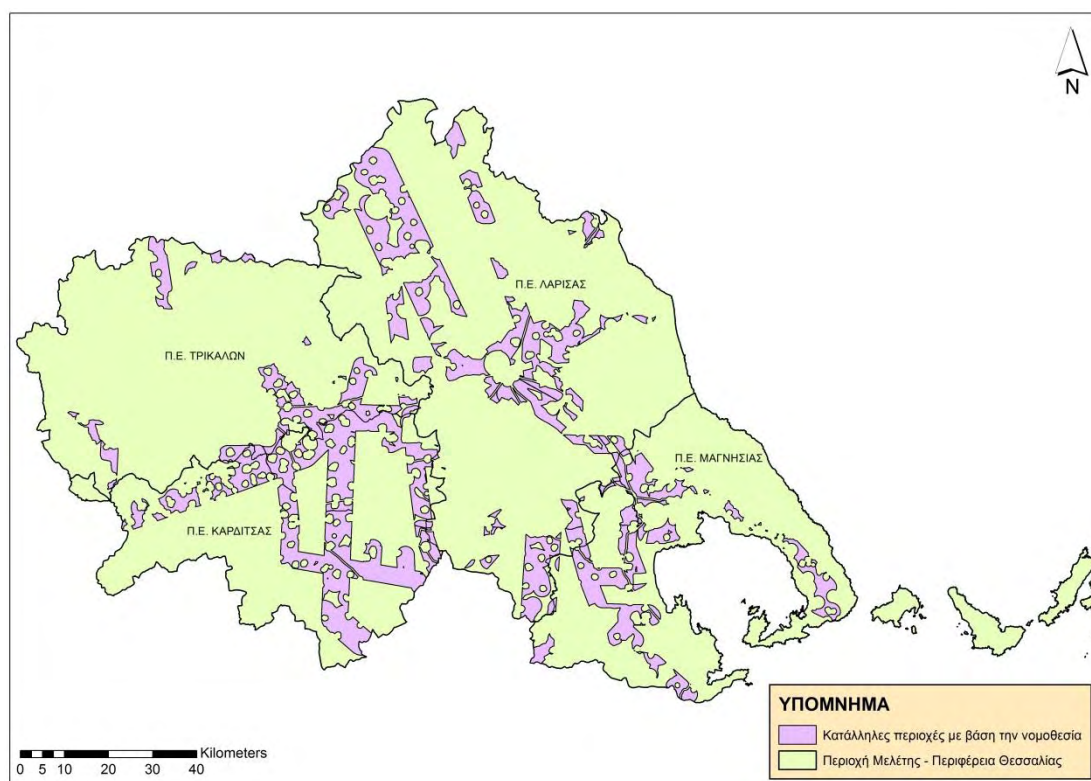 N
Π.Ε. ΛΑΡΙΣΑΣ
Π.Ε. ΤΡΙΚΑΛΩΝ
Π.Ε. ΜΑΓΝΗΣΙΑΣ
Π.Ε. ΚΑΡΔΙΤΣΑΣ
ΥΠΟΜΝΗΜΑ
Κατάλληλες περιοχές με βάση την νομοθεσία
Περιοχή Μελέτης - Περιφέρεια Θεσσαλίας
Kilometers
0 5 10 20 30 40